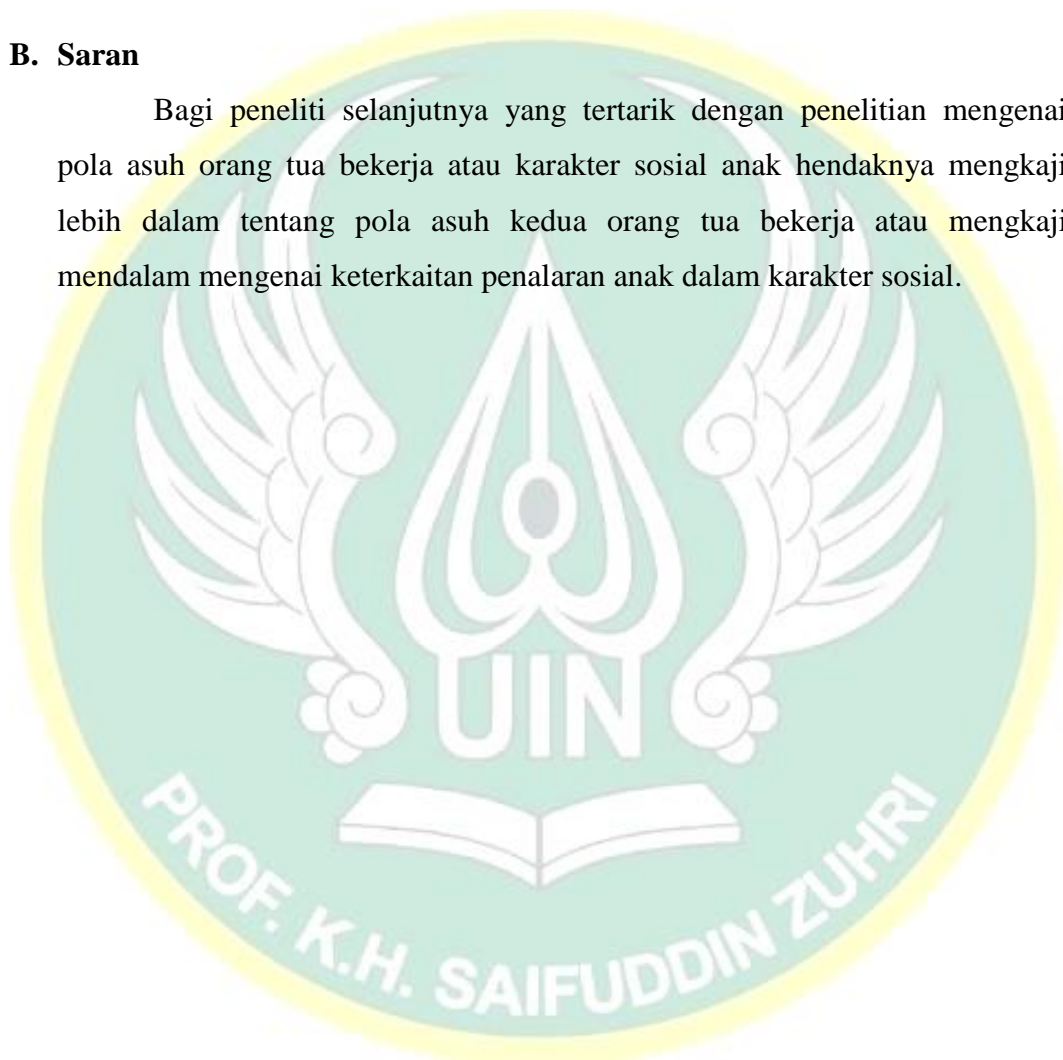 B. Saran
Bagi peneliti selanjutnya yang tertarik dengan penelitian mengenai
pola asuh orang tua bekerja atau karakter sosial anak hendaknya mengkaji
lebih dalam tentang pola asuh kedua orang tua bekerja atau mengkaji
mendalam mengenai keterkaitan penalaran anak dalam karakter sosial.
UIN
PROF. K.H. SAIFUDDIN ZUHRI